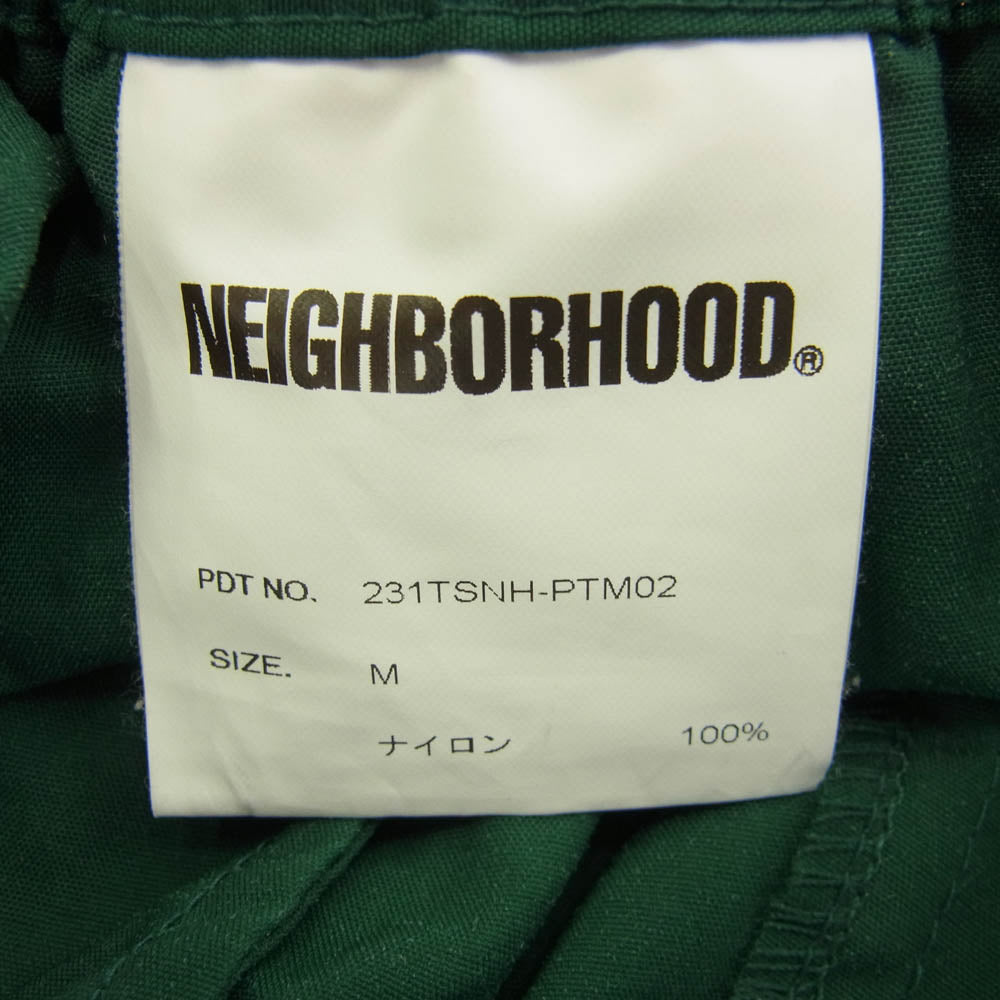 NEIGHBORHOOD®
PDT NO. 231TSNH-PTM02
SIZE. M
ナイロン 100%